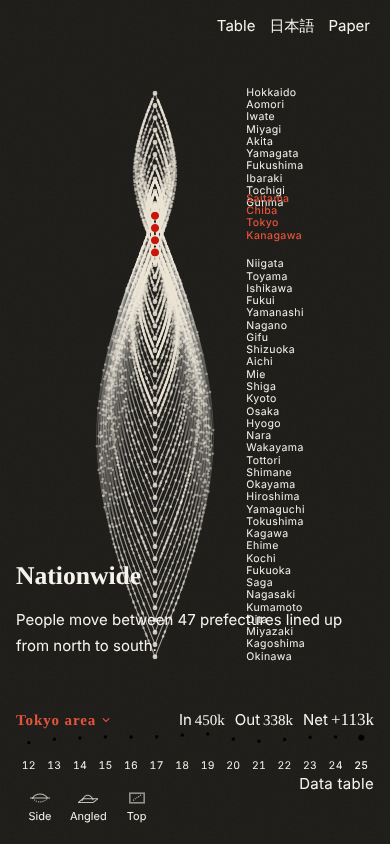 Table 日本語 Paper
Hokkaido
Aomori
Iwate
Miyagi
Akita
Yamagata
Fukushima
Ibaraki
Tochigi
Saitama
Gunma
Chiba
Tokyo
Kanagawa
Niigata
Toyama
Ishikawa
Fukui
Yamanashi
Nagano
Gifu
Shizuoka
Aichi
Mie
Shiga
Kyoto
Osaka
Hyogo
Nara
Wakayama
Tottori
Shimane
Okayama
Hiroshima
Yamaguchi
Tokushima
Kagawa
Ehime
Kochi
Fukuoka
Saga
Nagasaki
Kumamoto
Oita
Miyazaki
Kagoshima
Okinawa
Nationwide
People move between 47 prefectures lined up
from north to south.
Tokyo area In 450k Out 338k Net +113k
12 13 14 15 16 17 18 19 20 21 22 23 24 25
Data table
Side Angled Top